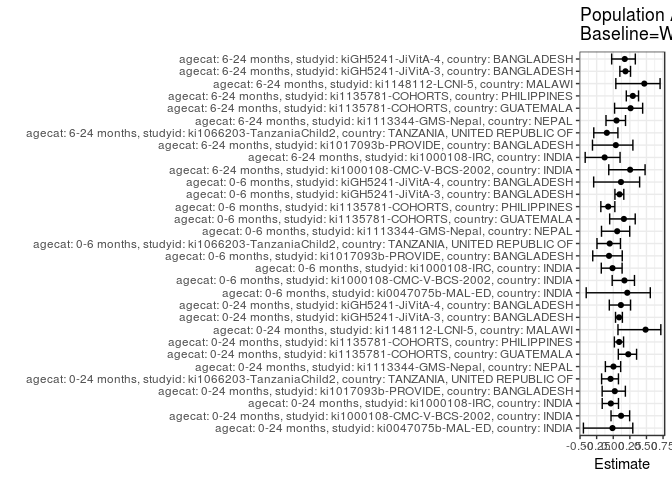 Population
Baseline=W
agecat: 6-24 months, studyid: kiGH5241-JiVitA-4, country: BANGLADESH
agecat: 6-24 months, studyid: kiGH5241-JiVitA-3, country: BANGLADESH
agecat: 6-24 months, studyid: ki1148112-LCNI-5, country: MALAWI
agecat: 6-24 months, studyid: ki1135781-COHORTS, country: PHILIPPINES
agecat: 6-24 months, studyid: ki1135781-COHORTS, country: GUATEMALA
agecat: 6-24 months, studyid: ki1113344-GMS-Nepal, country: NEPAL
agecat: 6-24 months, studyid: ki1066203-TanzaniaChild2, country: TANZANIA, UNITED REPUBLIC OF
agecat: 6-24 months, studyid: ki1017093b-PROVIDE, country: BANGLADESH
agecat: 6-24 months, studyid: ki1000108-IRC, country: INDIA
agecat: 6-24 months, studyid: ki1000108-CMC-V-BCS-2002, country: INDIA
agecat: 0-6 months, studyid: kiGH5241-JiVitA-4, country: BANGLADESH
agecat: 0-6 months, studyid: kiGH5241-JiVitA-3, country: BANGLADESH
agecat: 0-6 months, studyid: ki1135781-COHORTS, country: PHILIPPINES
agecat: 0-6 months, studyid: ki1135781-COHORTS, country: GUATEMALA
agecat: 0-6 months, studyid: ki1113344-GMS-Nepal, country: NEPAL
agecat: 0-6 months, studyid: ki1066203-TanzaniaChild2, country: TANZANIA, UNITED REPUBLIC OF
agecat: 0-6 months, studyid: ki1017093b-PROVIDE, country: BANGLADESH
agecat: 0-6 months, studyid: ki1000108-IRC, country: INDIA
agecat: 0-6 months, studyid: ki1000108-CMC-V-BCS-2002, country: INDIA
agecat: 0-6 months, studyid: ki0047075b-MAL-ED, country: INDIA
agecat: 0-24 months, studyid: kiGH5241-JiVitA-4, country: BANGLADESH
agecat: 0-24 months, studyid: kiGH5241-JiVitA-3, country: BANGLADESH
agecat: 0-24 months, studyid: ki1148112-LCNI-5, country: MALAWI
agecat: 0-24 months, studyid: ki1135781-COHORTS, country: PHILIPPINES
agecat: 0-24 months, studyid: ki1135781-COHORTS, country: GUATEMALA
agecat: 0-24 months, studyid: ki1113344-GMS-Nepal, country: NEPAL
agecat: 0-24 months, studyid: ki1066203-TanzaniaChild2, country: TANZANIA, UNITED REPUBLIC OF
agecat: 0-24 months, studyid: ki1017093b-PROVIDE, country: BANGLADESH
agecat: 0-24 months, studyid: ki1000108-IRC, country: INDIA
agecat: 0-24 months, studyid: ki1000108-CMC-V-BCS-2002, country: INDIA
agecat: 0-24 months, studyid: ki0047075b-MAL-ED, country: INDIA
Estimate